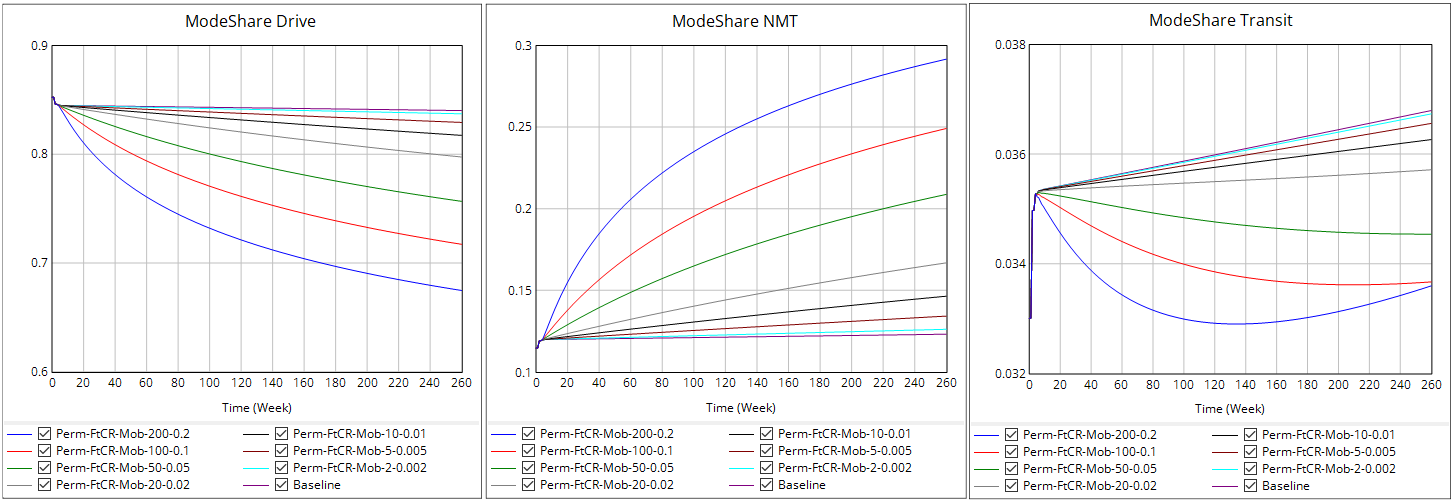 ModeShare Drive
0.9
0.8
0.7
0.6
0 20 40 60 80 100 120 140 160 180 200 220 240 260
Time (Week)
Perm-FtCR-Mob-200-0.2 Perm-FtCR-Mob-10-0.01
Perm-FtCR-Mob-100-0.1 Perm-FtCR-Mob-5-0.005
Perm-FtCR-Mob-50-0.05 Perm-FtCR-Mob-2-0.002
Perm-FtCR-Mob-20-0.02 Baseline
ModeShare NMT
0.3
0.25
0.2
0.15
0.1
0 20 40 60 80 100 120 140 160 180 200 220 240 260
Time (Week)
Perm-FtCR-Mob-200-0.2 Perm-FtCR-Mob-10-0.01
Perm-FtCR-Mob-100-0.1 Perm-FtCR-Mob-5-0.005
Perm-FtCR-Mob-50-0.05 Perm-FtCR-Mob-2-0.002
Perm-FtCR-Mob-20-0.02 Baseline
ModeShare Transit
0.038
0.036
0.034
0.032
0 20 40 60 80 100 120 140 160 180 200 220 240 260
Time (Week)
Perm-FtCR-Mob-200-0.2 Perm-FtCR-Mob-10-0.01
Perm-FtCR-Mob-100-0.1 Perm-FtCR-Mob-5-0.005
Perm-FtCR-Mob-50-0.05 Perm-FtCR-Mob-2-0.002
Perm-FtCR-Mob-20-0.02 Baseline